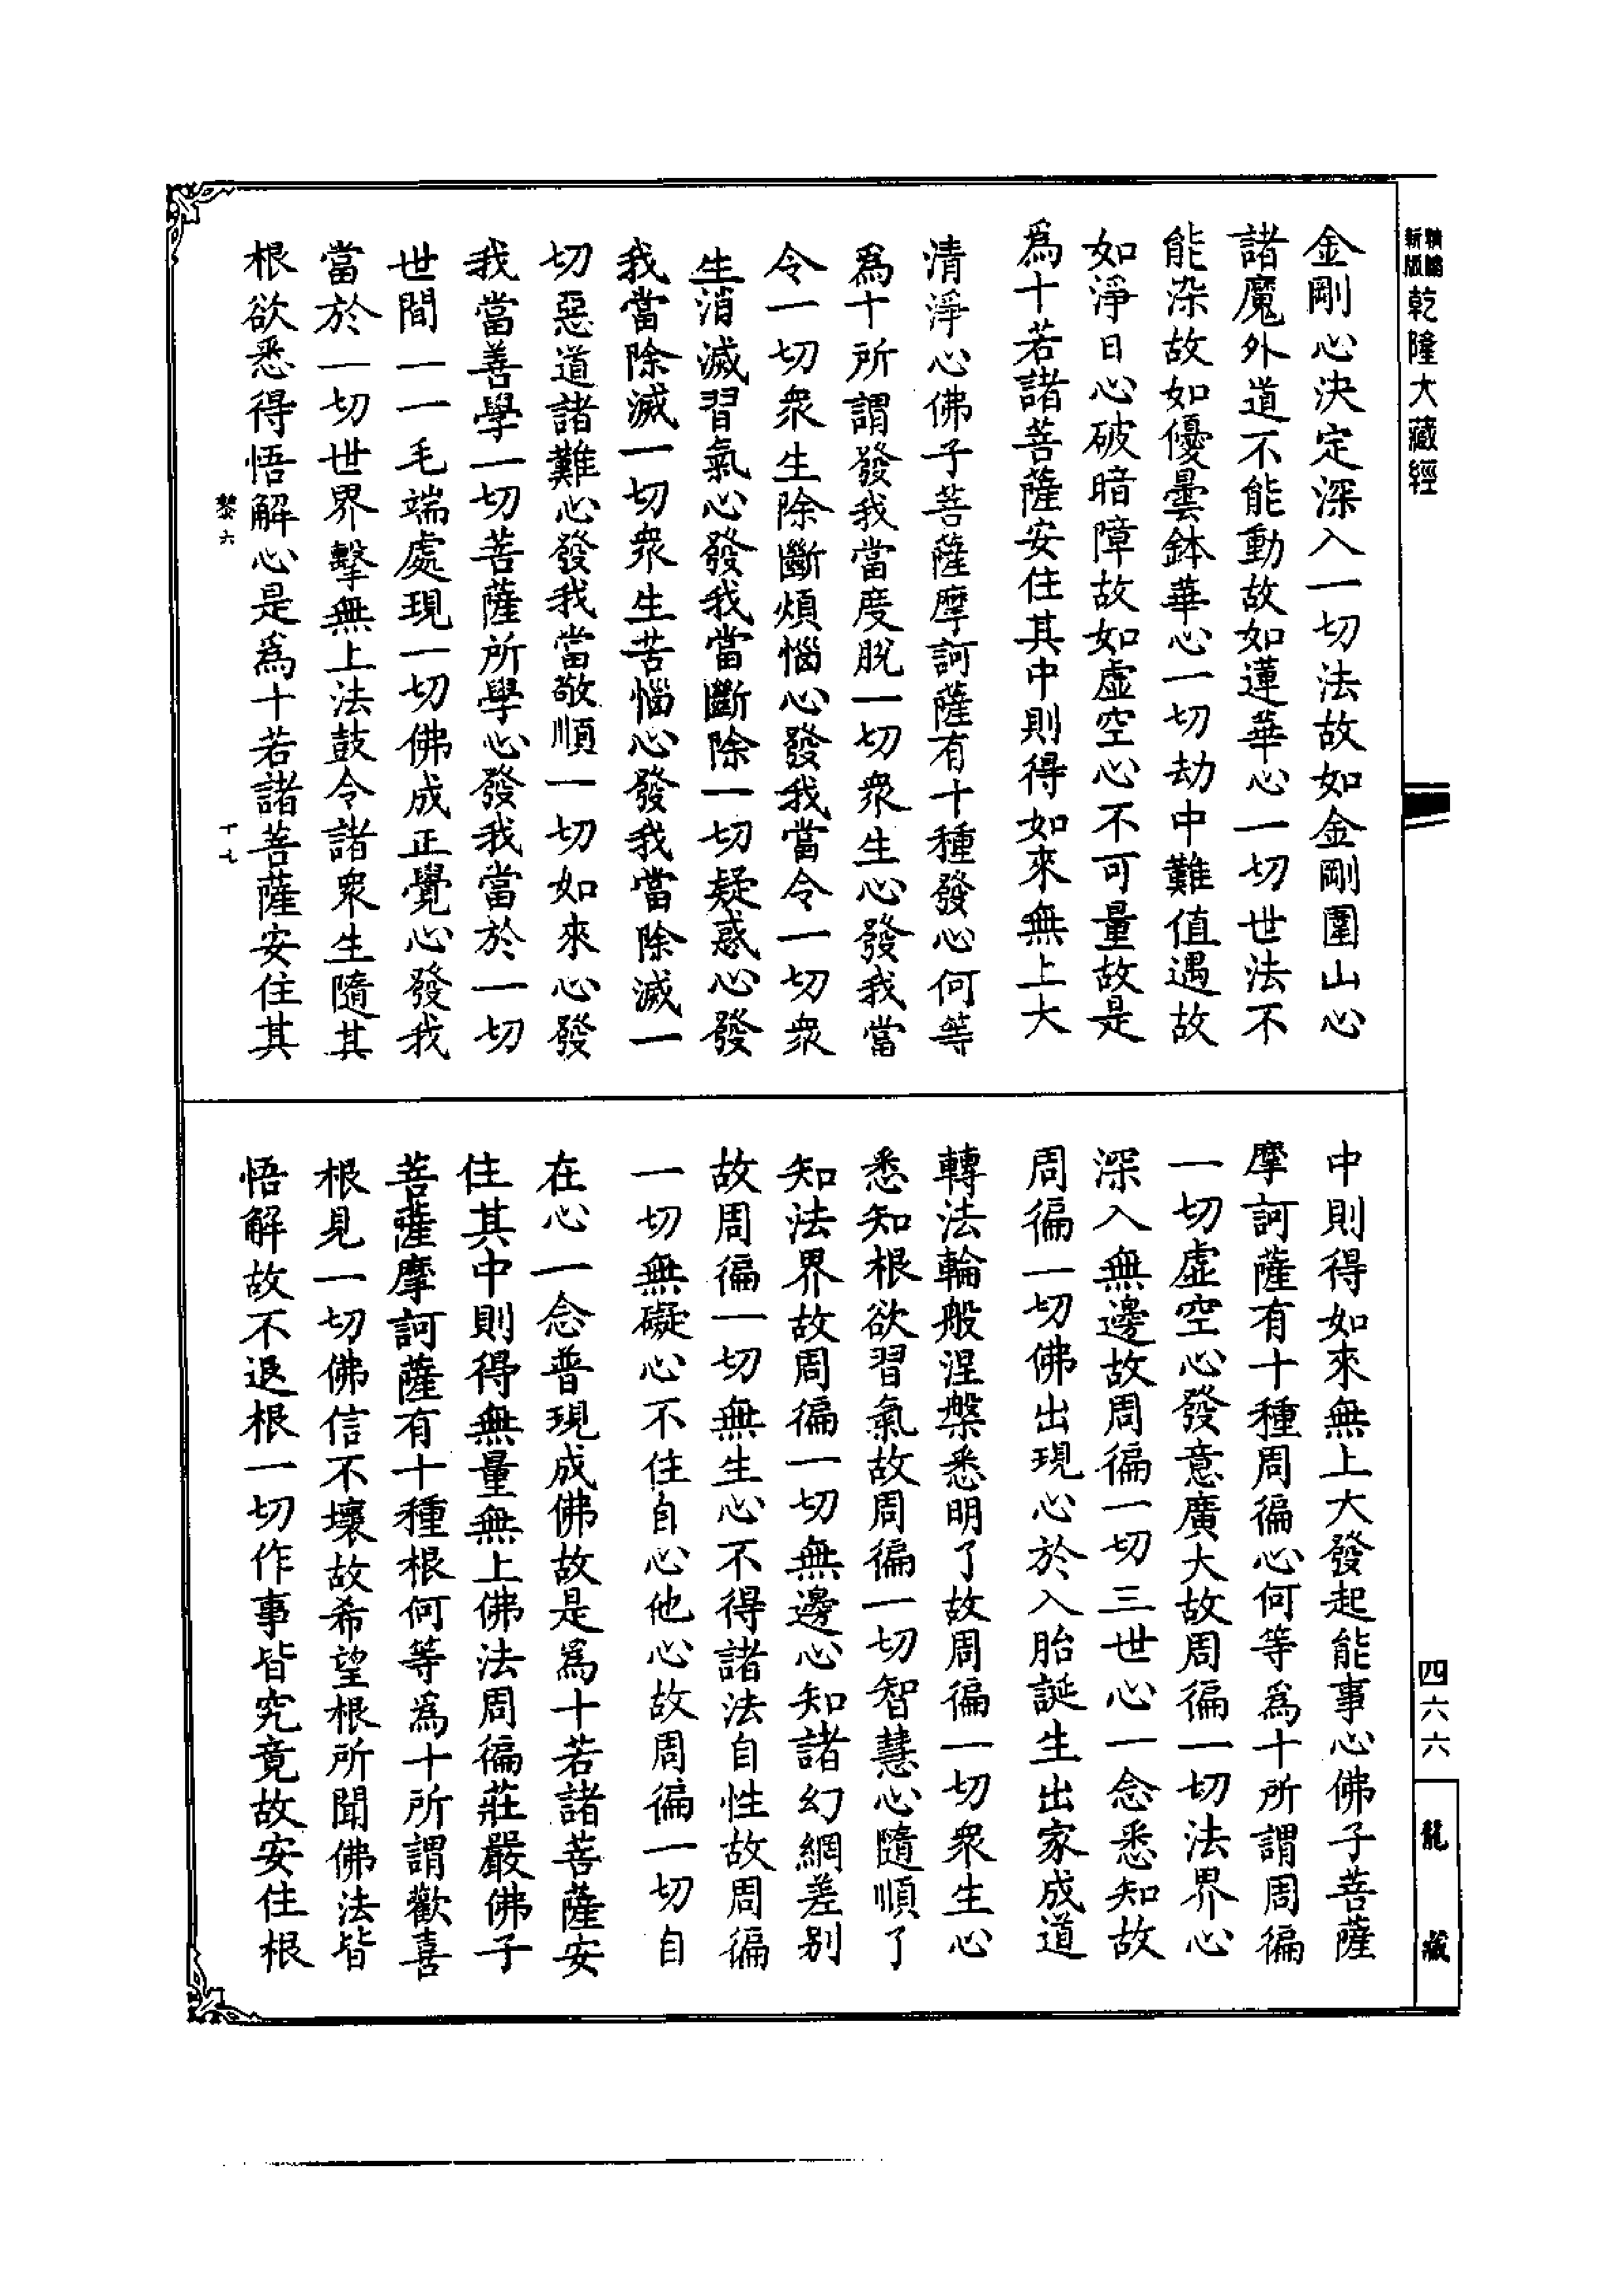 新版
乾隆大藏經
金剛心決定深入一切法故如金剛圍山心
諸魔外道不能動故如蓮華心一切世法不
能染故如優曇鉢華心一切劫中難值遇故
如淨日心破暗障故如虛空心不可量故是
為十若諸菩薩安住其中則得如來無上大
清淨心佛子菩薩摩訶薩有十種發心何等
為十所謂發我當度脫一切衆生心發我當
令一切衆生除斷煩惱心發我當令一切衆
生消滅習氣心發我當斷除一切疑惑心發
我當除滅一切衆生苦惱心發我當除滅一
切惡道諸難心發我當敬順一切如來心發
我當善學一切菩薩所學心發我當於一切
世間一一毛端處現一切佛成正覺心發我
當於一切世界擊無上法鼓令諸衆生隨其
根欲悉得悟解心是為十若諸菩薩安住其
黎六
十七
中則得如來無上大發起能事心佛子菩薩
摩訶薩有十種周徧心何等為十所謂周徧
一切虛空心發意廣大故周徧一切法界心
深入無邊故周徧一切三世心一念悉知故
周徧一切佛出現心於入胎誕生出家成道
轉法輪般涅槃悉明了故周徧一切衆生心
悉知根欲習氣故周徧一切智慧心隨順了
知法界故周徧一切無邊心知諸幻網差别
故周徧一切無生心不得諸法自性故周徧
一切無礙心不住自心他心故周徧一切自
在心一念普現成佛故是為十若諸菩薩安
住其中則得無量無上佛法周徧莊嚴佛子
菩薩摩訶薩有十種根何等為十所謂歡喜
根見一切佛信不壞故希望根所聞佛法皆
悟解故不退根一切作事皆究竟故安住根
四六六
龍藏